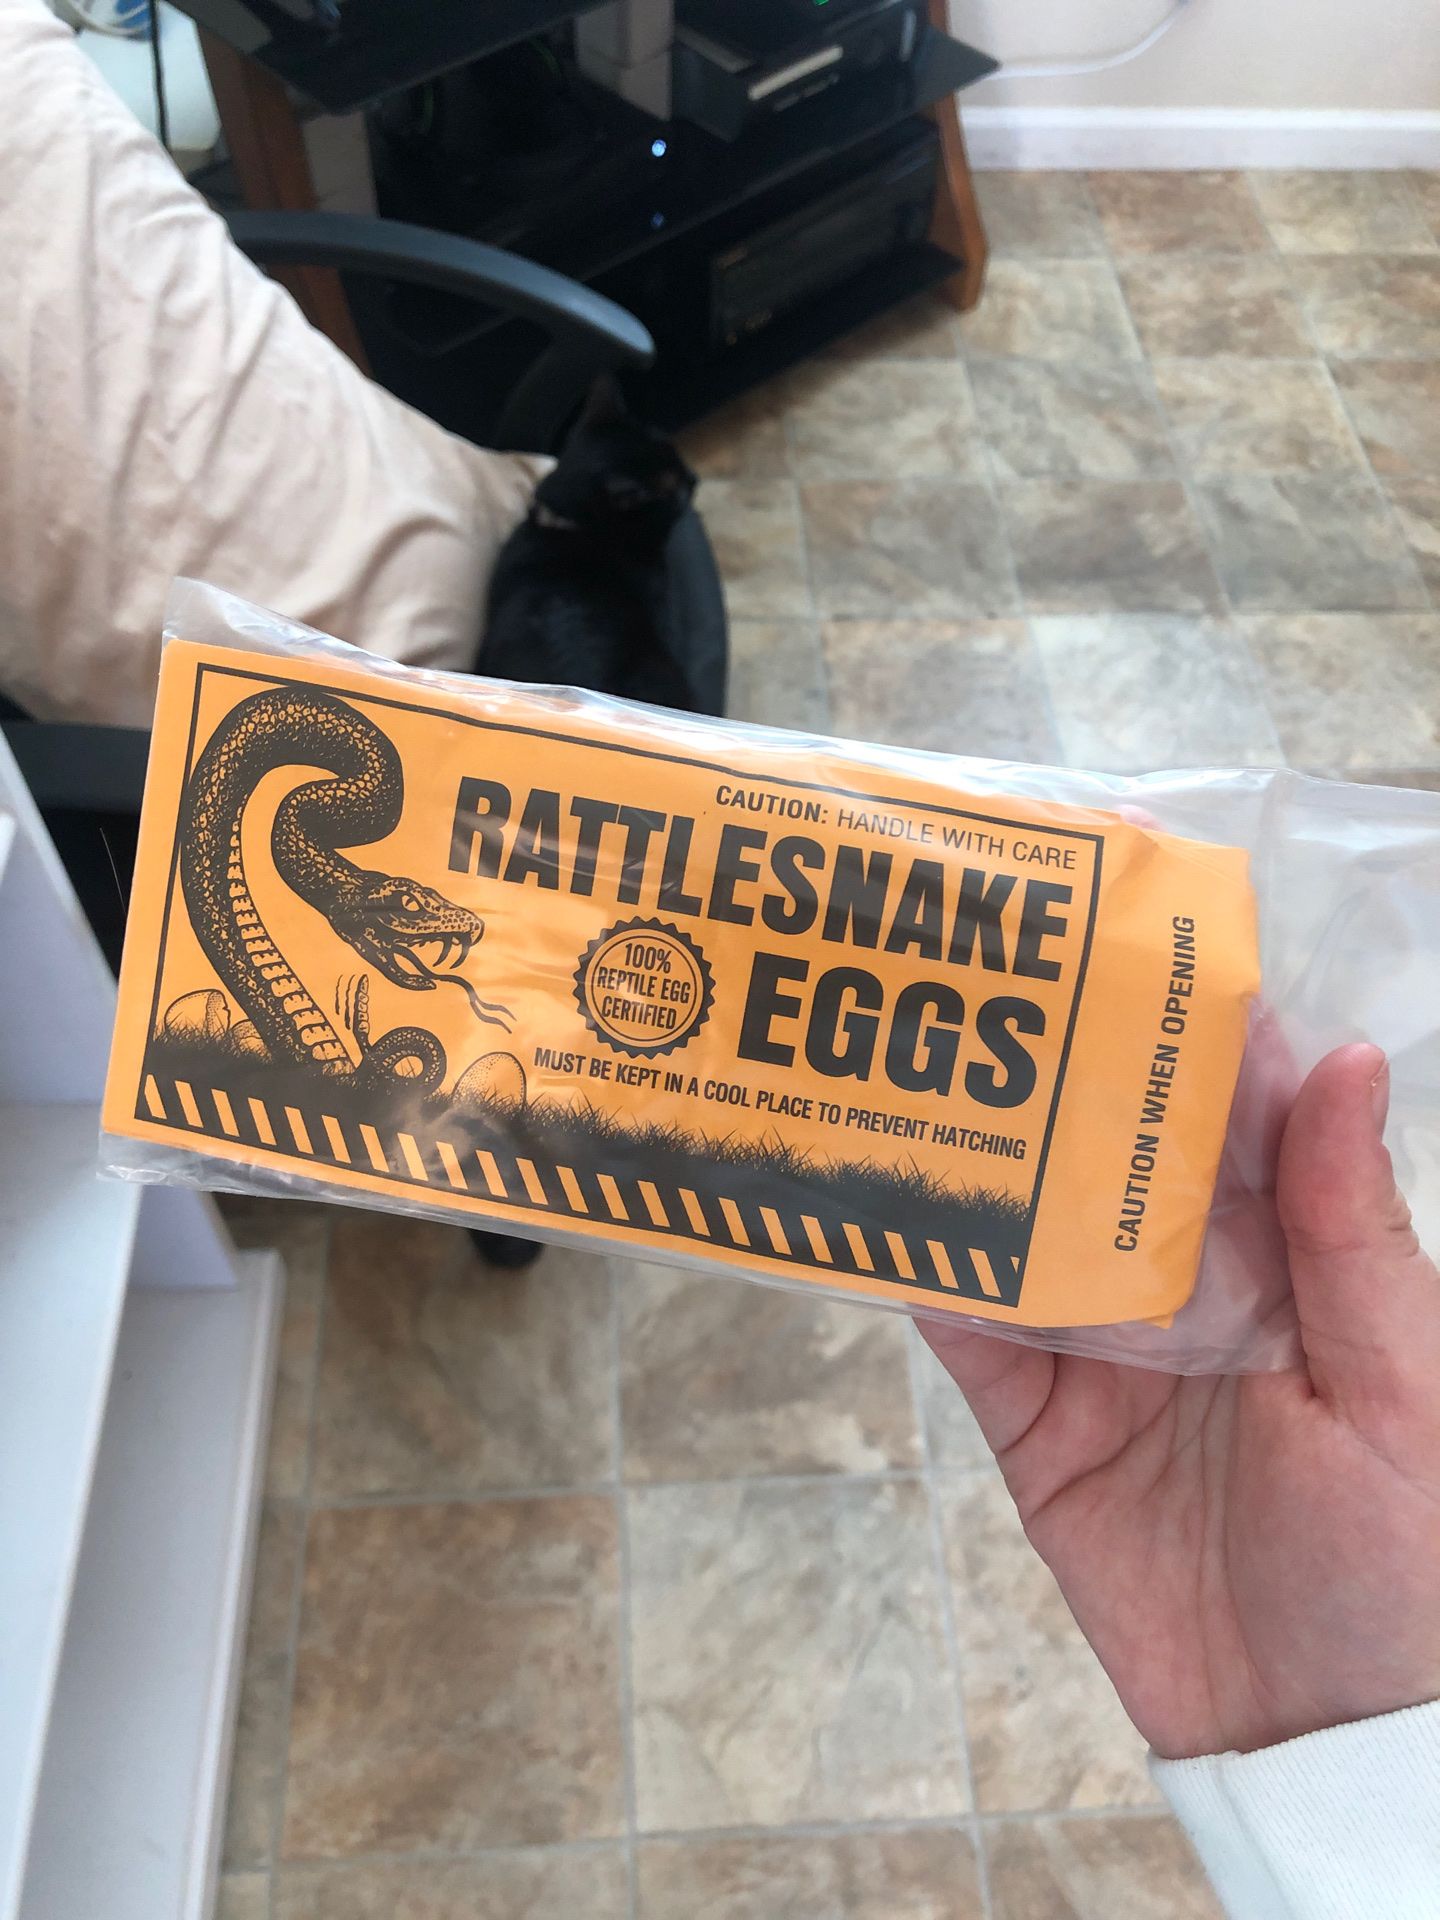 CAUTION: HANDLE WITH CARE
RATTLESNAKE
EGGS
100%
REPTILE EGG
CERTIFIED
MUST BE KEPT IN A COOL PLACE TO PREVENT HATCHING
CAUTION WHEN OPENING